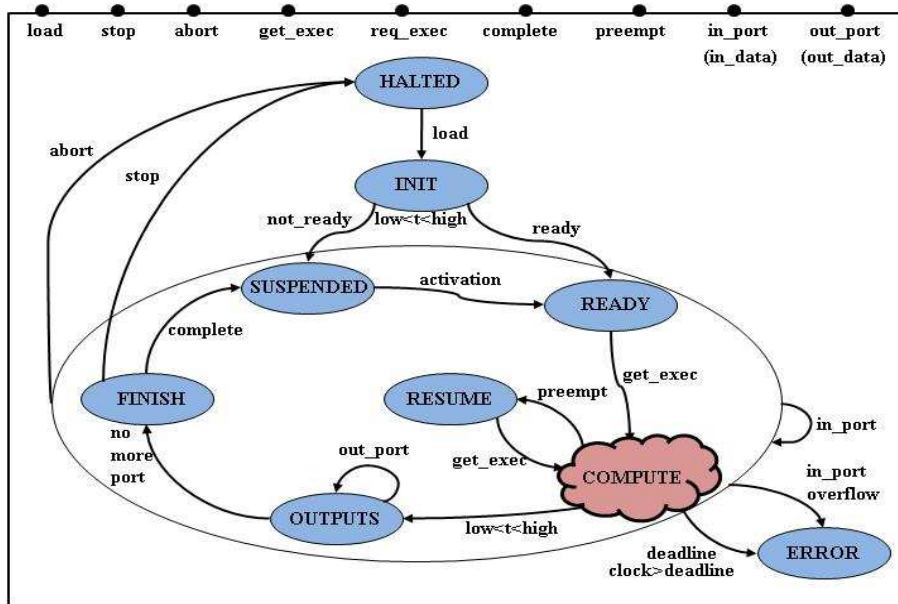 load stop abort get_exec req_exec complete preempt in_port out_port
(in_data) (out_data)
HALTED
load
abort
stop
INIT
not_ready low<t<high ready
SUSPENDED activation READY
complete
get_exec
FINISH RESUME preempt
in_port
no
more
port
out_port
get_exec
COMPUTE
in_port
overflow
OUTPUTS
low<t<high
deadline
clock>deadline
ERROR